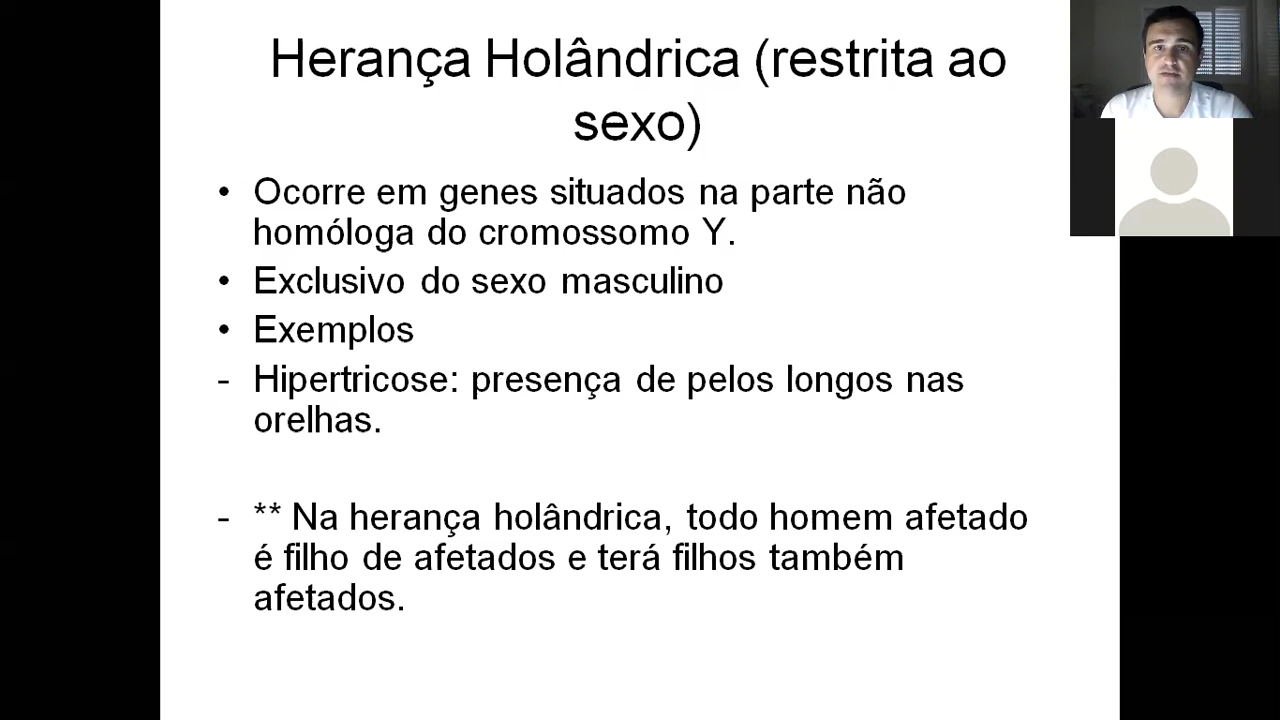 Herança Holândrica (restrita ao
sexo)
• Ocorre em genes situados na parte não
homóloga do cromossomo Y.
• Exclusivo do sexo masculino
• Exemplos
- Hipertricose: presença de pelos longos nas
orelhas.
- ** Na herança holândrica, todo homem afetado
é filho de afetados e terá filhos também
afetados.